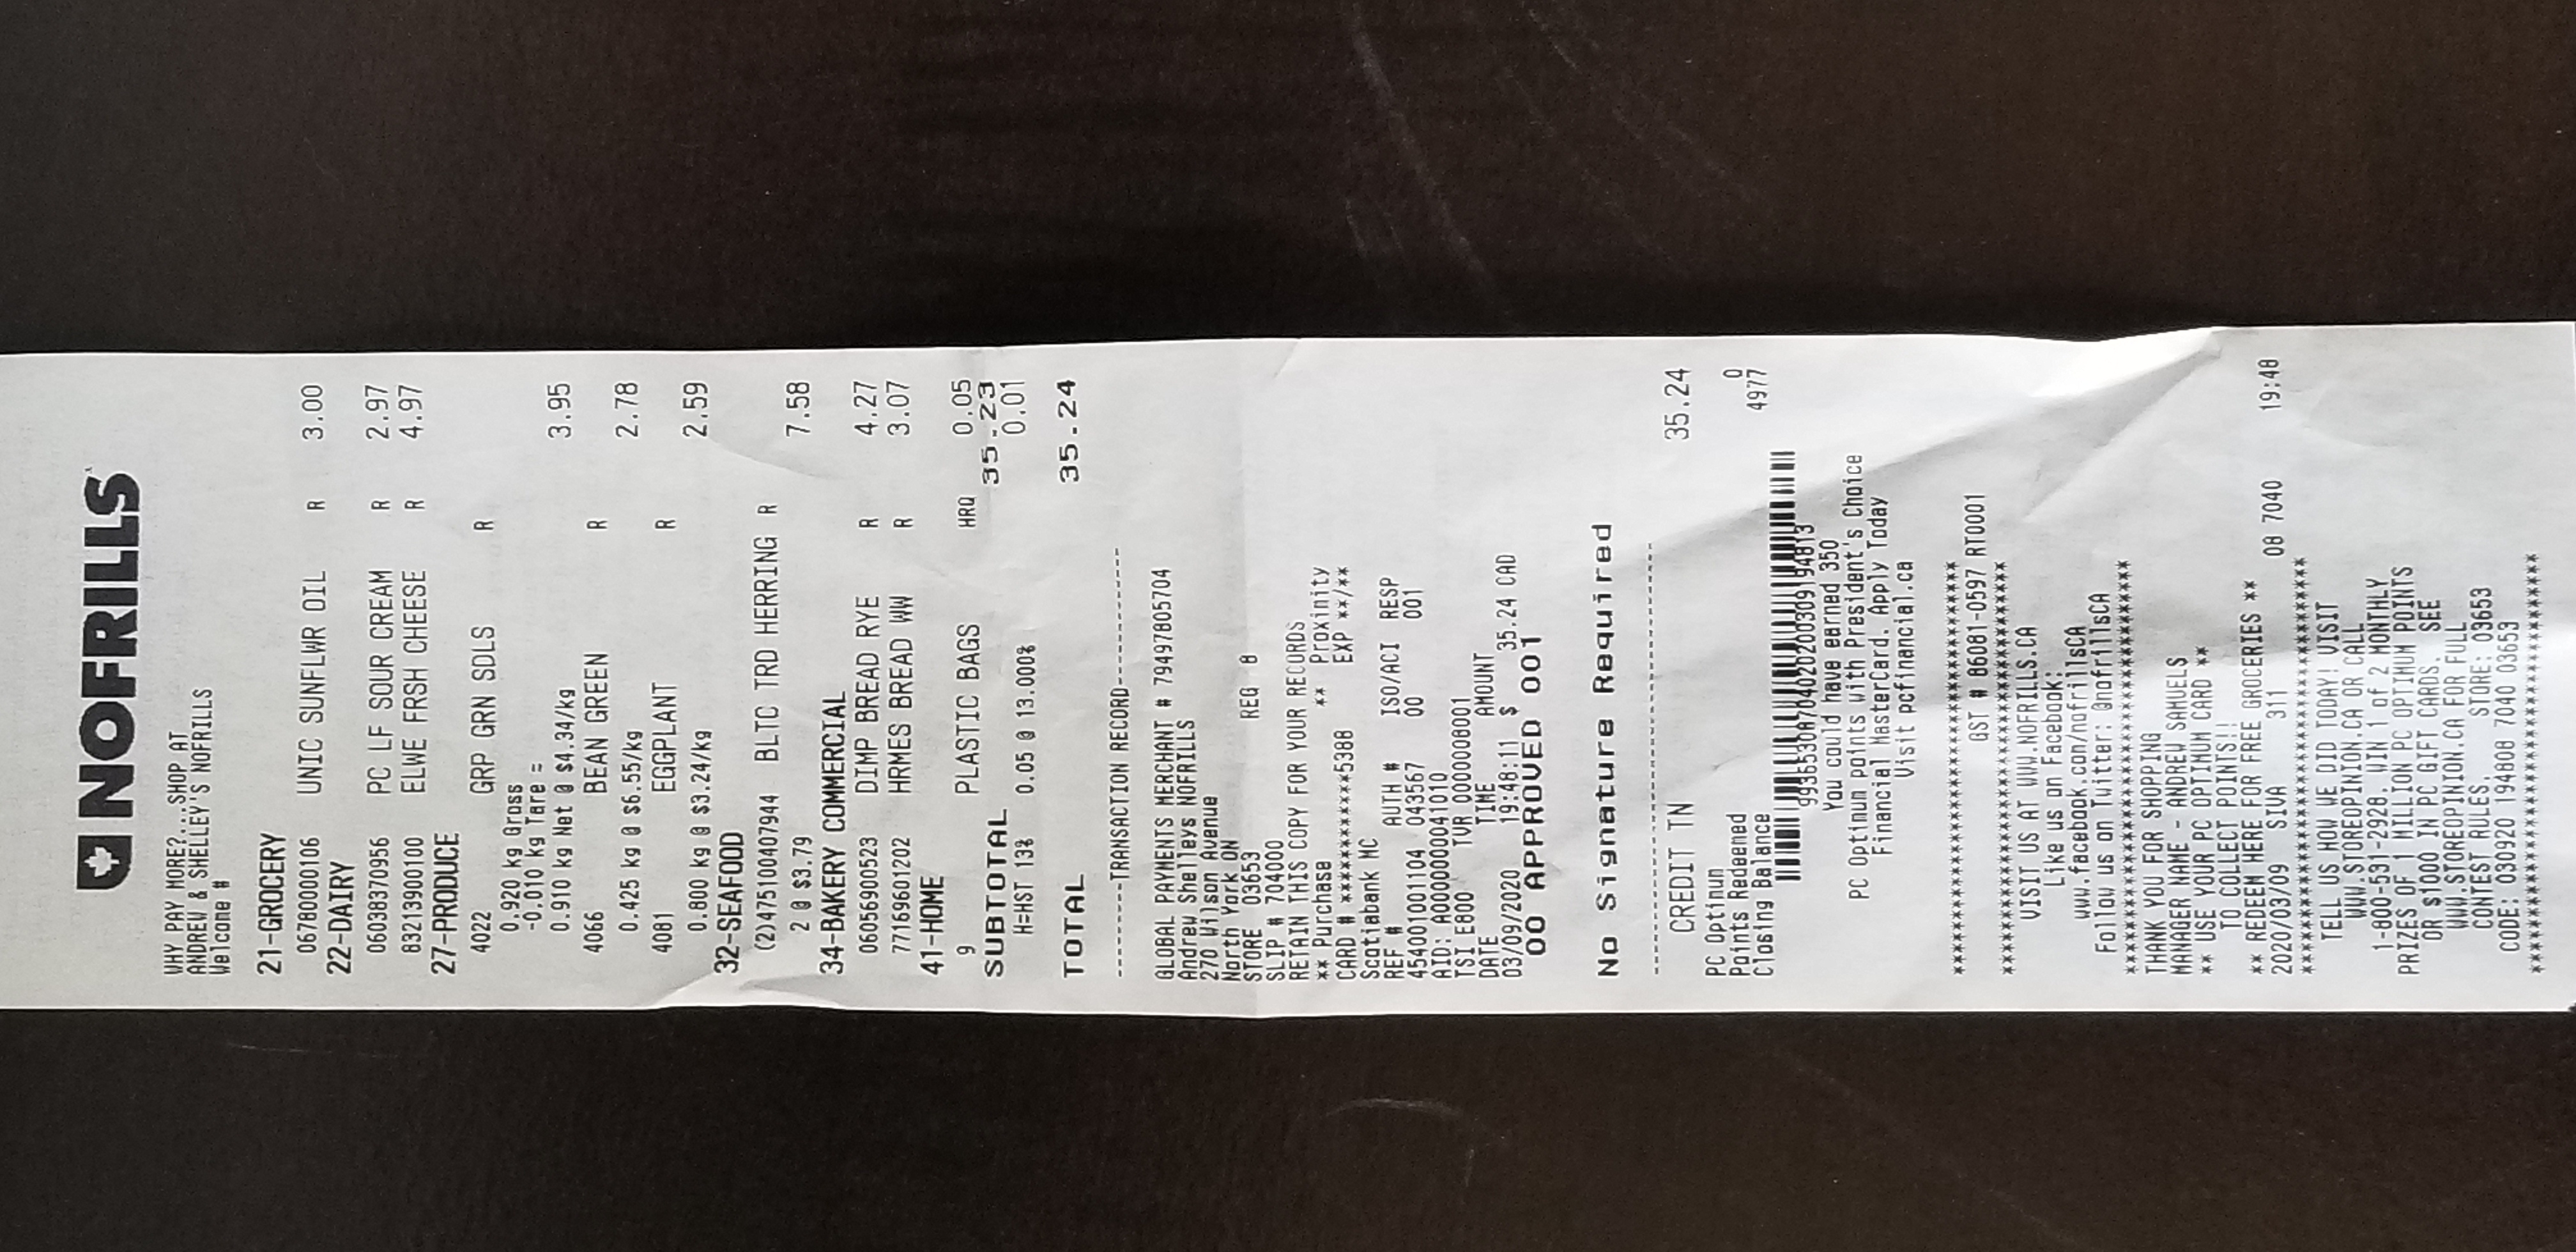 NOFRILLS
WHY PAY MORE?...SHOP AT
ANDREW & SHELLEY'S NOFRILLS
Welcome #
21-GROCERY
06780000106 UNIC SUNFLWR OIL R 3.00
22-DAIRY
06038370956 PC LF SOUR CREAM R 2.97
83213900100 ELWE FRSH CHEESE R 4.97
27-PRODUCE
4022 GRP GRN SDLS R
0.920 kg Gross
-0.010 kg Tare =
0.910 kg Net @ $4.34/kg 3.95
4066 BEAN GREEN R
0.425 kg @ $6.55/kg 2.78
4081 EGGPLANT R
0.800 kg @ $3.24/kg 2.59
32-SEAFOOD
(2)475100407944 BLTC TRD HERRING R
2 @ $3.79 7.58
34-BAKERY COMMERCIAL
06056900523 DIMP BREAD RYE R 4.27
77169601202 HRMES BREAD WW R 3.07
41-HOME
9 PLASTIC BAGS HRQ 0.05
SUBTOTAL 35.23
H=HST 13% 0.05 @ 13.000% 0.01
TOTAL 35.24
---------TRANSACTION RECORD-------------
GLOBAL PAYMENTS MERCHANT # 79497805704
Andrew Shelleys NOFRILLS
270 Wilson Avenue
North York ON
STORE 03653 REG 8
SLIP # 704000
RETAIN THIS COPY FOR YOUR RECORDS
** Purchase ** Proximity
CARD # ************5388 EXP **/**
Scotiabank MC
REF # AUTH # ISO/ACI RESP
454001001104 043567 00 001
AID: A0000000041010
TSI E800 TVR 0000008001
DATE TIME AMOUNT
03/09/2020 19:48:11 $ 35.24 CAD
00 APPROVED 001
No Signature Required
----------------------------------------
CREDIT TN 35.24
PC Optimum
Points Redeemed 0
Closing Balance 4977
99365308704020200309194813
You could have earned 350
PC Optimum points with President's Choice
Financial MasterCard. Apply Today
Visit pcfinancial.ca
**************************************
GST # 86081-0597 RT0001
**************************************
VISIT US AT WWW.NOFRILLS.CA
Like us on Facebook:
www.facebook.com/nofrillsCA
Follow us on Twitter: @nofrillsCA
**************************************
THANK YOU FOR SHOPPING
MANAGER NAME - ANDREW SAMUELS
** USE YOUR PC OPTIMUM CARD **
TO COLLECT POINTS!!
** REDEEM HERE FOR FREE GROCERIES **
2020/03/09 SIVA 311 08 7040 19:48
**************************************
TELL US HOW WE DID TODAY! VISIT
WWW.STOREOPINION.CA OR CALL
1-800-531-2928. WIN 1 of 2 MONTHLY
PRIZES OF 1 MILLION PC OPTIMUM POINTS
OR $1000 IN PC GIFT CARDS. SEE
WWW.STOREOPINION.CA FOR FULL
CONTEST RULES. STORE: 03653
CODE: 030920 194808 7040 03653
**************************************